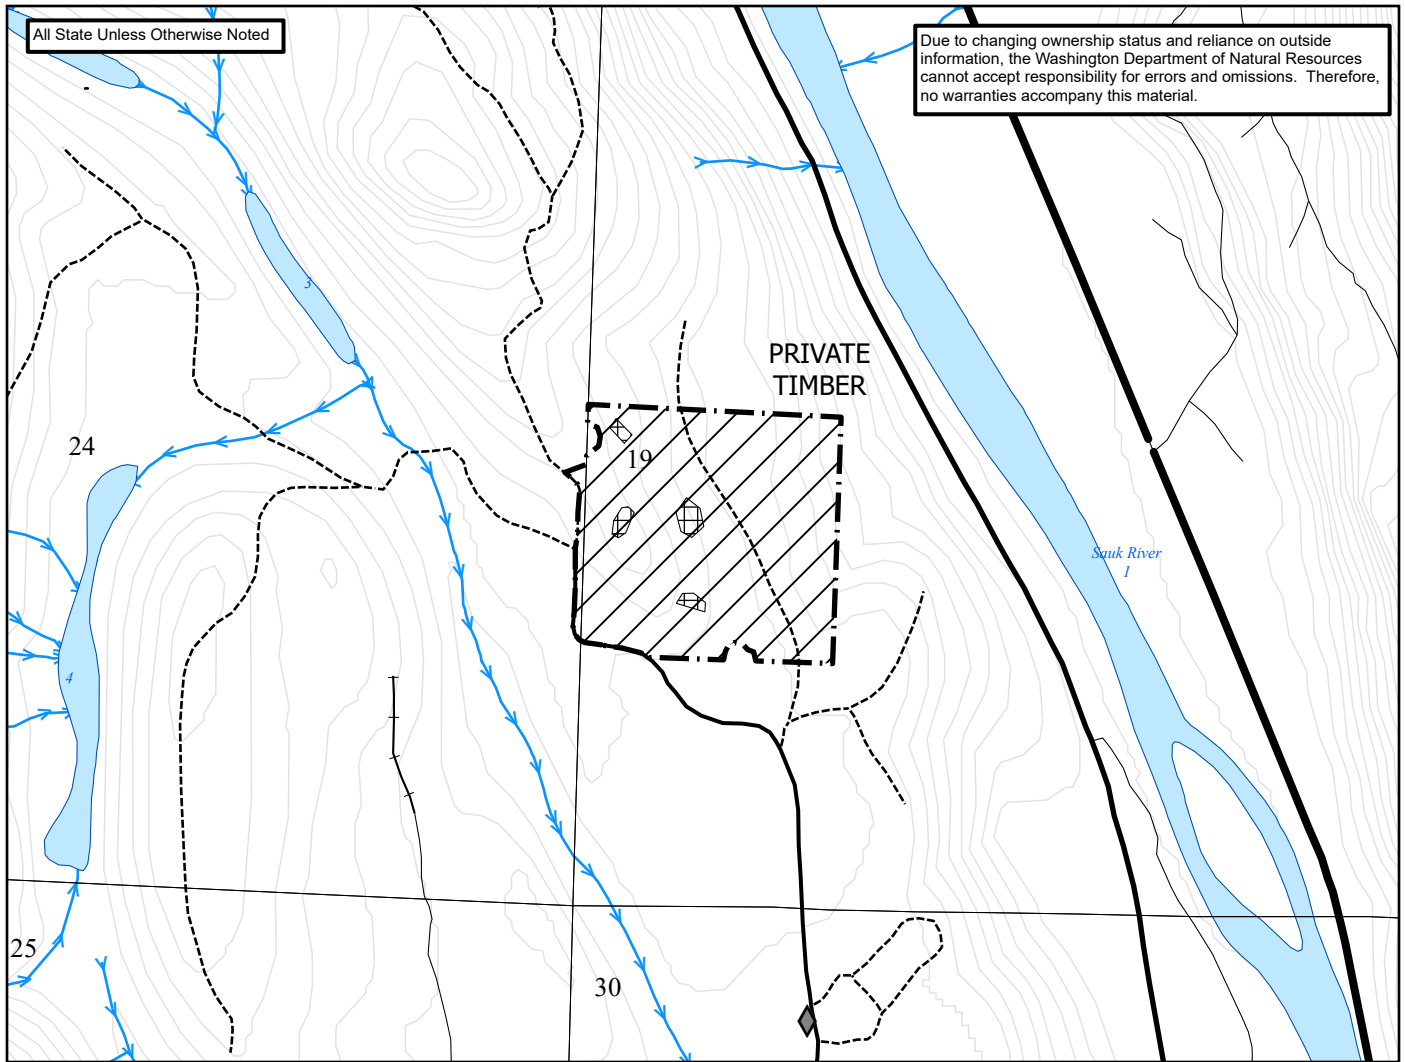 All State Unless Otherwise Noted
Due to changing ownership status and reliance on outside
information, the Washington Department of Natural Resources
cannot accept responsibility for errors and omissions. Therefore,
no warranties accompany this material.
3
PRIVATE
TIMBER
24
19
Sauk River
1
4
25
30